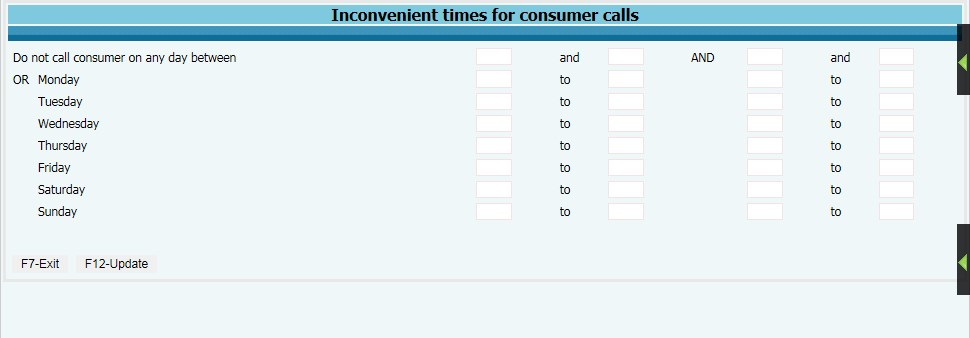 Inconvenient times for consumer calls
Do not call consumer on any day between and AND and
OR Monday to to
Tuesday to to
Wednesday to to
Thursday to to
Friday to to
Saturday to to
Sunday to to
F7-Exit F12-Update